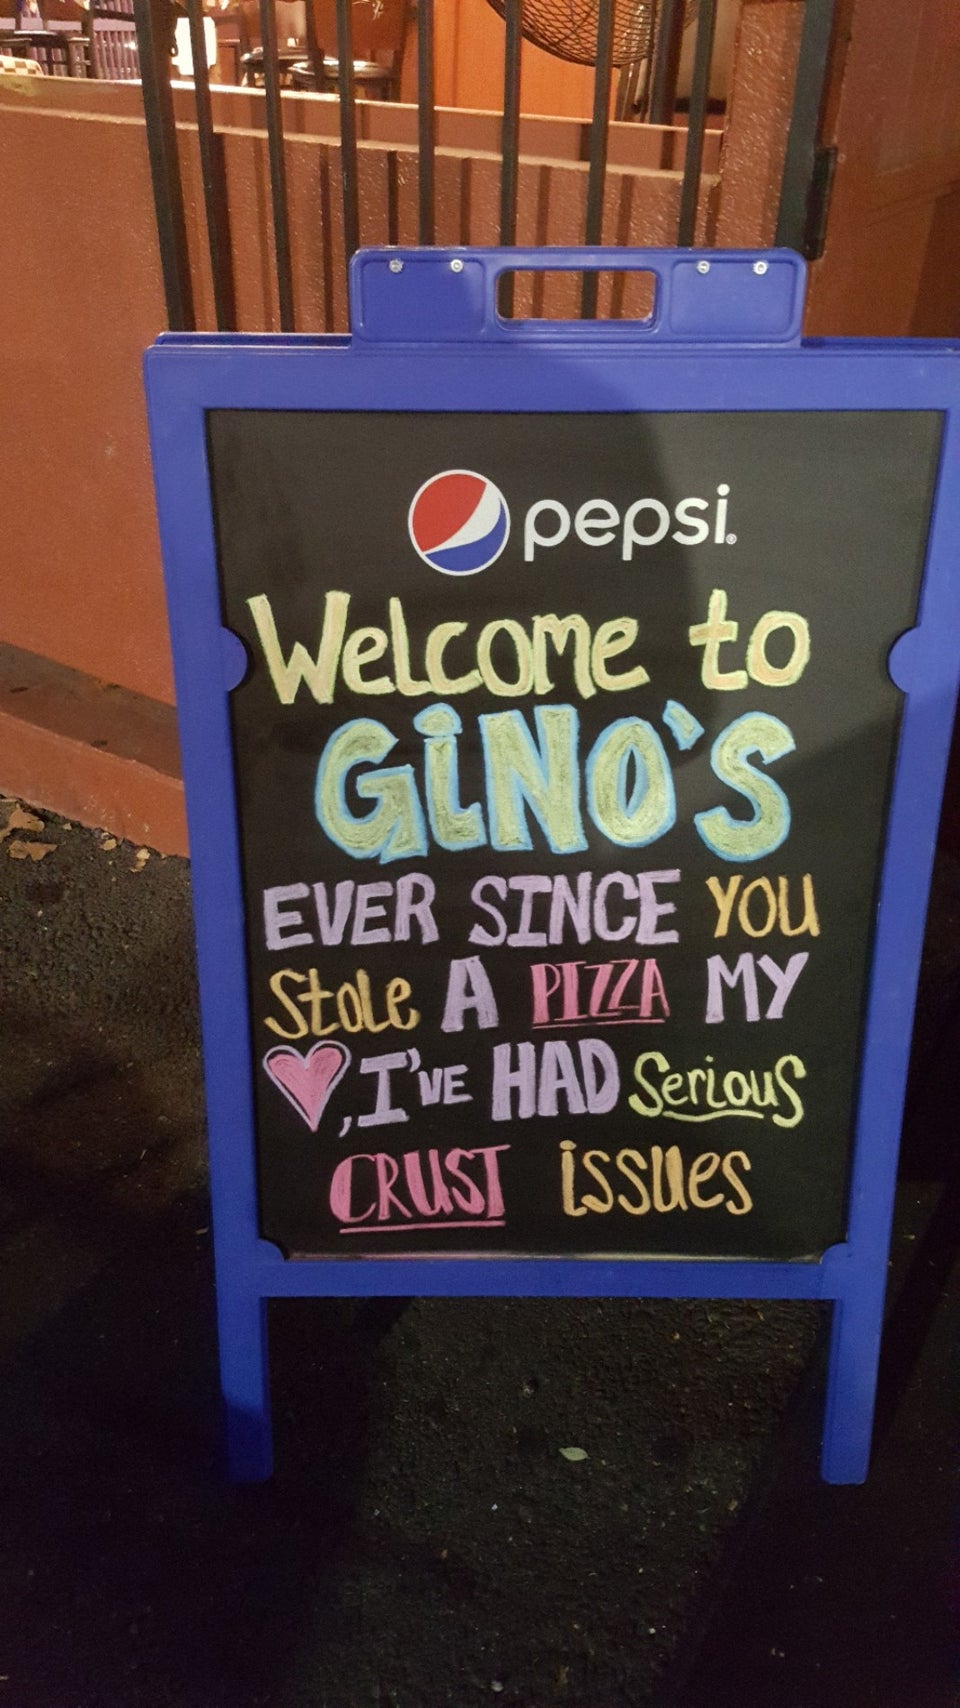 pepsi
Welcome to
GiNO'S
EVER SINCE YOU
Stole A PIZZA MY
♥, I'VE HAD Serious
CRUST issues